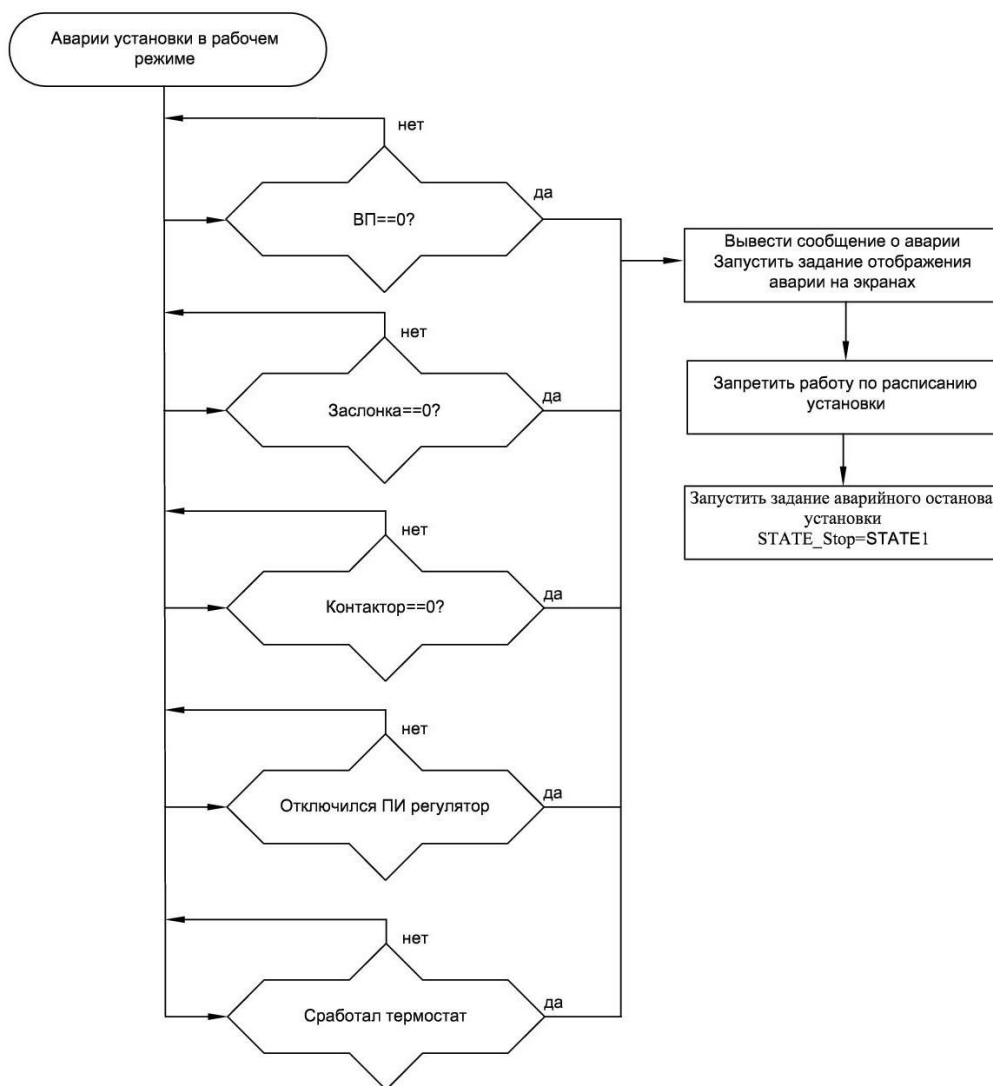 Аварии установки в рабочем
режиме
нет
ВП==0?
да
Вывести сообщение о аварии
Запустить задание отображения
аварии на экранах
нет
Заслонка==0?
да
Запретить работу по расписанию
установки
Запустить задание аварийного останова
установки
STATE_Stop=STATE1
нет
Контактор==0?
да
нет
Отключился ПИ регулятор
да
нет
Сработал термостат
да